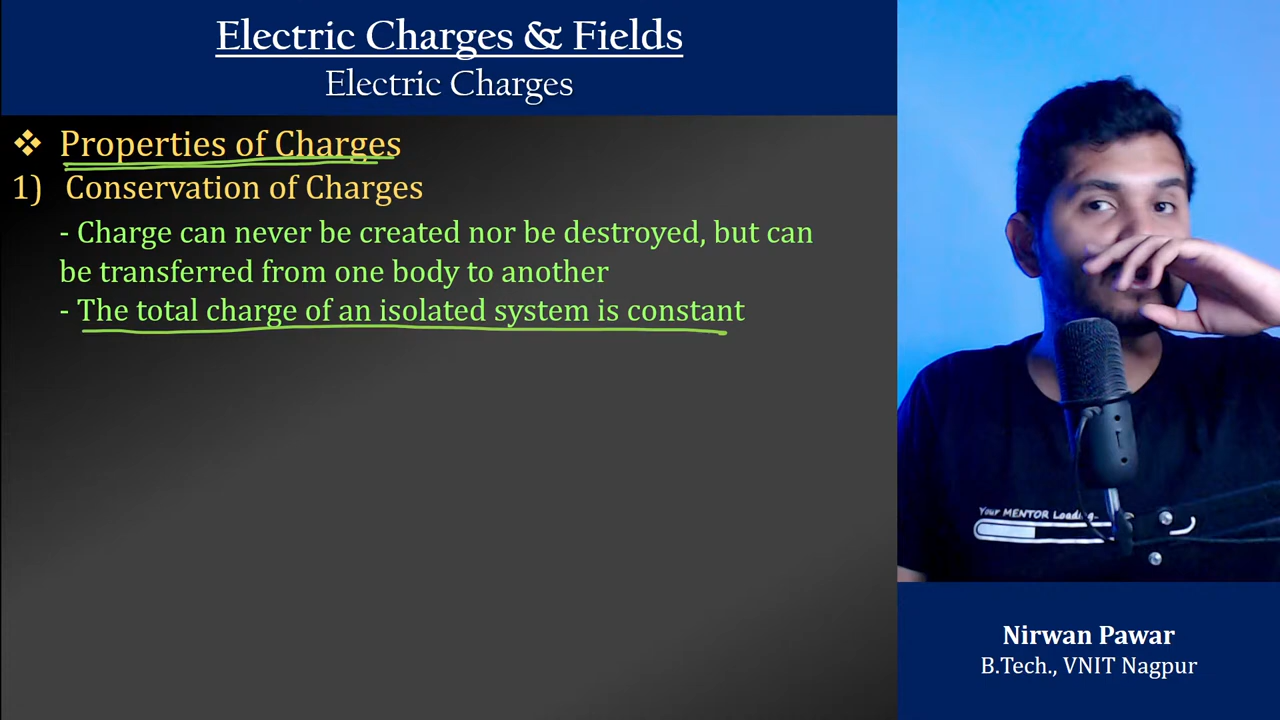 Electric Charges & Fields
Electric Charges
❖ Properties of Charges
1) Conservation of Charges
- Charge can never be created nor be destroyed, but can
be transferred from one body to another
- The total charge of an isolated system is constant
Your MENTOR Loading..
Nirwan Pawar
B.Tech., VNIT Nagpur